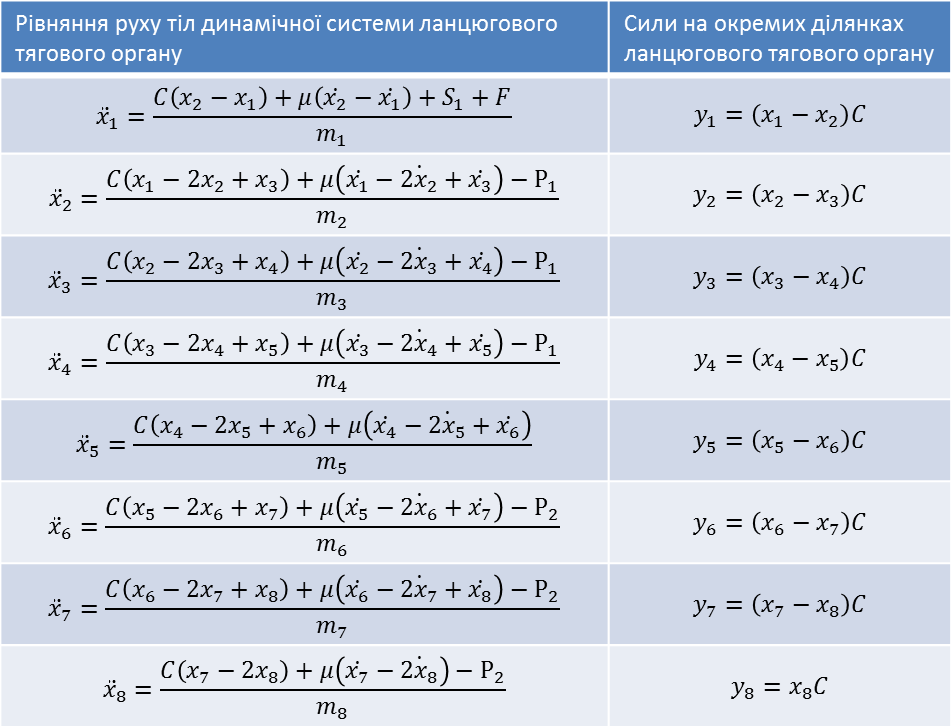 Рівняння руху тіл динамічної системи ланцюгового
тягового органу
Сили на окремих ділянках
ланцюгового тягового органу
ẍ₁ = (C(x₂ − x₁) + μ(ẋ₂ − ẋ₁) + S₁ + F) / m₁
y₁ = (x₁ − x₂)C
ẍ₂ = (C(x₁ − 2x₂ + x₃) + μ(ẋ₁ − 2ẋ₂ + ẋ₃) − P₁) / m₂
y₂ = (x₂ − x₃)C
ẍ₃ = (C(x₂ − 2x₃ + x₄) + μ(ẋ₂ − 2ẋ₃ + ẋ₄) − P₁) / m₃
y₃ = (x₃ − x₄)C
ẍ₄ = (C(x₃ − 2x₄ + x₅) + μ(ẋ₃ − 2ẋ₄ + ẋ₅) − P₁) / m₄
y₄ = (x₄ − x₅)C
ẍ₅ = (C(x₄ − 2x₅ + x₆) + μ(ẋ₄ − 2ẋ₅ + ẋ₆)) / m₅
y₅ = (x₅ − x₆)C
ẍ₆ = (C(x₅ − 2x₆ + x₇) + μ(ẋ₅ − 2ẋ₆ + ẋ₇) − P₂) / m₆
y₆ = (x₆ − x₇)C
ẍ₇ = (C(x₆ − 2x₇ + x₈) + μ(ẋ₆ − 2ẋ₇ + ẋ₈) − P₂) / m₇
y₇ = (x₇ − x₈)C
ẍ₈ = (C(x₇ − 2x₈) + μ(ẋ₇ − 2ẋ₈) − P₂) / m₈
y₈ = x₈C